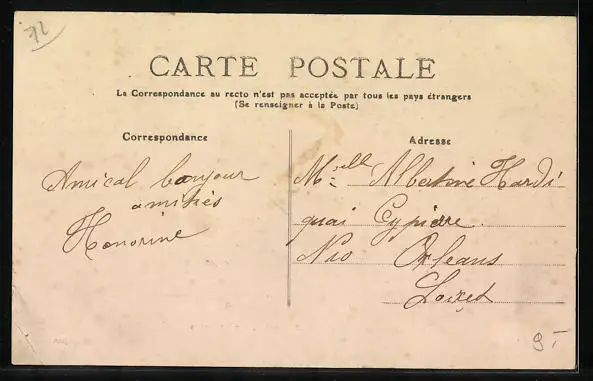 72
CARTE POSTALE
La Correspondance au recto n'est pas acceptée par tous les pays étrangers
(Se renseigner à la Poste)
Correspondance
Adresse
Amical bonjour
amitiés
Honorine
Melle Albertine Hardi
quai Cypierre.
Orleans
Loiret
9-